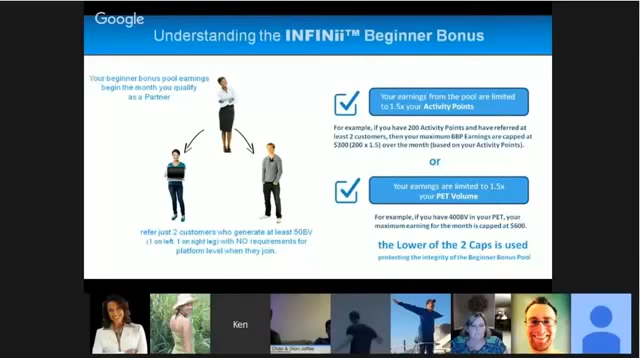 Google
Understanding the INFINii™ Beginner Bonus
Your beginner bonus pool earnings
begin the month you qualify
as a Partner
refer just 2 customers who generate at least 50BV
(1 on left, 1 on right leg) with NO requirements for
platform level when they join.
Your earnings from the pool are limited
to 1.5x your Activity Points
For example, if you have 200 Activity Points and have referred at
least 2 customers, then your maximum BBP Earnings are capped at
$300 (200 x 1.5) over the month (based on your Activity Points).
or
Your earnings are limited to 1.5x
your PET Volume
For example, if you have 400BV in your PET, your
maximum earning for the month is capped at $600.
the Lower of the 2 Caps is used
protecting the integrity of the Beginner Bonus Pool
Ken